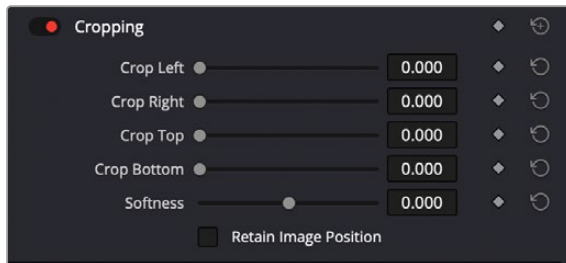 Cropping
Crop Left 0.000
Crop Right 0.000
Crop Top 0.000
Crop Bottom 0.000
Softness 0.000
Retain Image Position